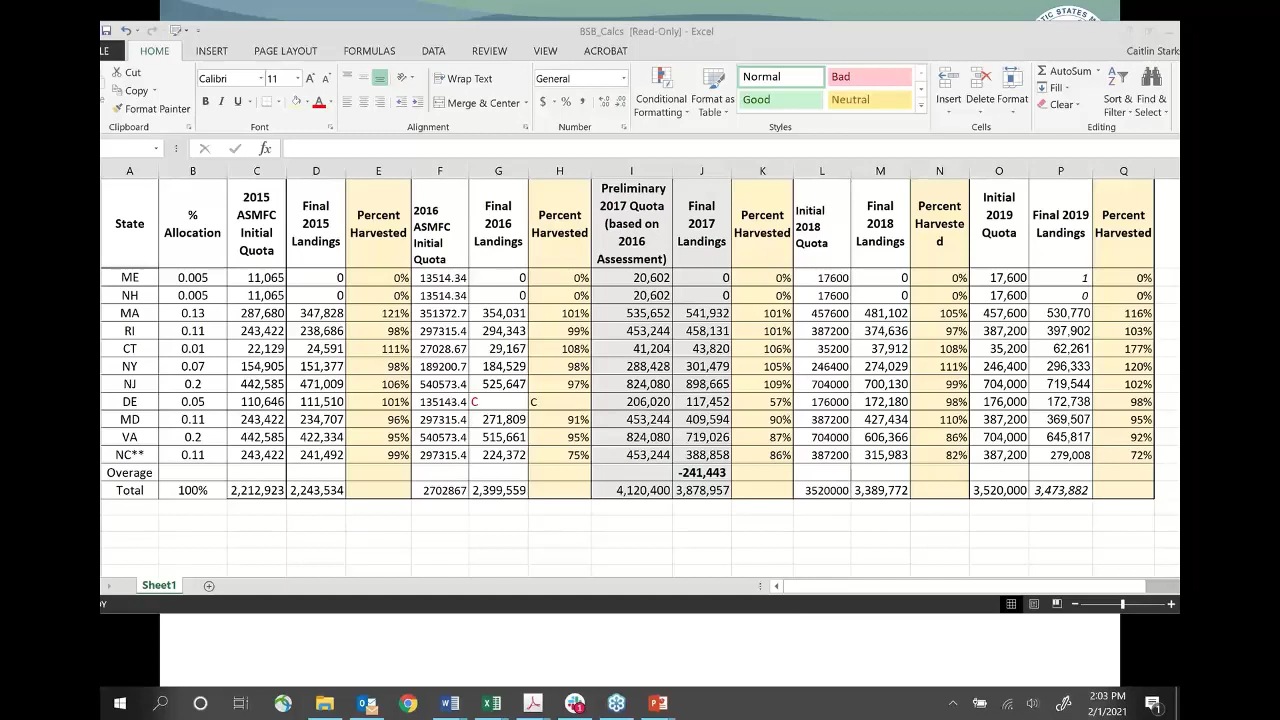 TIC STATES M
BSB_Calcs [Read-Only] - Excel
LE HOME INSERT PAGE LAYOUT FORMULAS DATA REVIEW VIEW ACROBAT Caitlin Stark
Cut
Copy
Format Painter
Clipboard
Calibri 11
B I U
Font
Wrap Text
Merge & Center
Alignment
General
$ % ,
Number
Conditional Formatting
Format as Table
Normal Bad
Good Neutral
Styles
Insert Delete Format
Cells
AutoSum
Fill
Clear
Sort & Filter
Find & Select
Editing
fx
A B C D E F G H I J K L M N O P Q
State % Allocation 2015 ASMFC Initial Quota Final 2015 Landings Percent Harvested 2016 ASMFC Initial Quota Final 2016 Landings Percent Harvested Preliminary 2017 Quota (based on 2016 Assessment) Final 2017 Landings Percent Harvested Initial 2018 Quota Final 2018 Landings Percent Harvested Initial 2019 Quota Final 2019 Landings Percent Harvested
ME 0.005 11,065 0 0% 13514.34 0 0% 20,602 0 0% 17600 0 0% 17,600 1 0%
NH 0.005 11,065 0 0% 13514.34 0 0% 20,602 0 0% 17600 0 0% 17,600 0 0%
MA 0.13 287,680 347,828 121% 351372.7 354,031 101% 535,652 541,932 101% 457600 481,102 105% 457,600 530,770 116%
RI 0.11 243,422 238,686 98% 297315.4 294,343 99% 453,244 458,131 101% 387200 374,636 97% 387,200 397,902 103%
CT 0.01 22,129 24,591 111% 27028.67 29,167 108% 41,204 43,820 106% 35200 37,912 108% 35,200 62,261 177%
NY 0.07 154,905 151,377 98% 189200.7 184,529 98% 288,428 301,479 105% 246400 274,029 111% 246,400 296,333 120%
NJ 0.2 442,585 471,009 106% 540573.4 525,647 97% 824,080 898,665 109% 704000 700,130 99% 704,000 719,544 102%
DE 0.05 110,646 111,510 101% 135143.4 C C 206,020 117,452 57% 176000 172,180 98% 176,000 172,738 98%
MD 0.11 243,422 234,707 96% 297315.4 271,809 91% 453,244 409,594 90% 387200 427,434 110% 387,200 369,507 95%
VA 0.2 442,585 422,334 95% 540573.4 515,661 95% 824,080 719,026 87% 704000 606,366 86% 704,000 645,817 92%
NC** 0.11 243,422 241,492 99% 297315.4 224,372 75% 453,244 388,858 86% 387200 315,983 82% 387,200 279,008 72%
Overage -241,443
Total 100% 2,212,923 2,243,534 2702867 2,399,559 4,120,400 3,878,957 3520000 3,389,772 3,520,000 3,473,882
Sheet1
DY
2:03 PM
2/1/2021